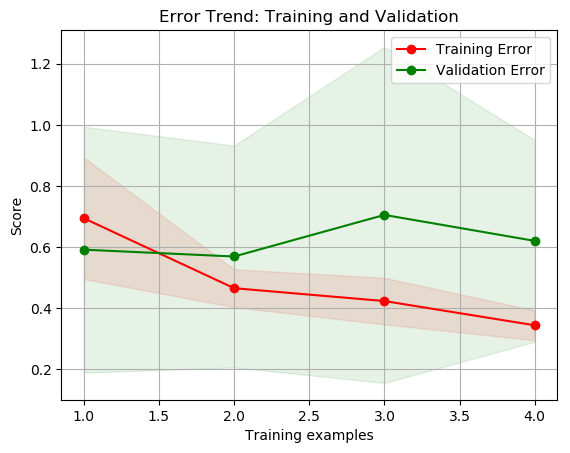 Error Trend: Training and Validation
Training Error
Validation Error
1.2
1.0
0.8
0.6
0.4
0.2
Score
1.0 1.5 2.0 2.5 3.0 3.5 4.0
Training examples